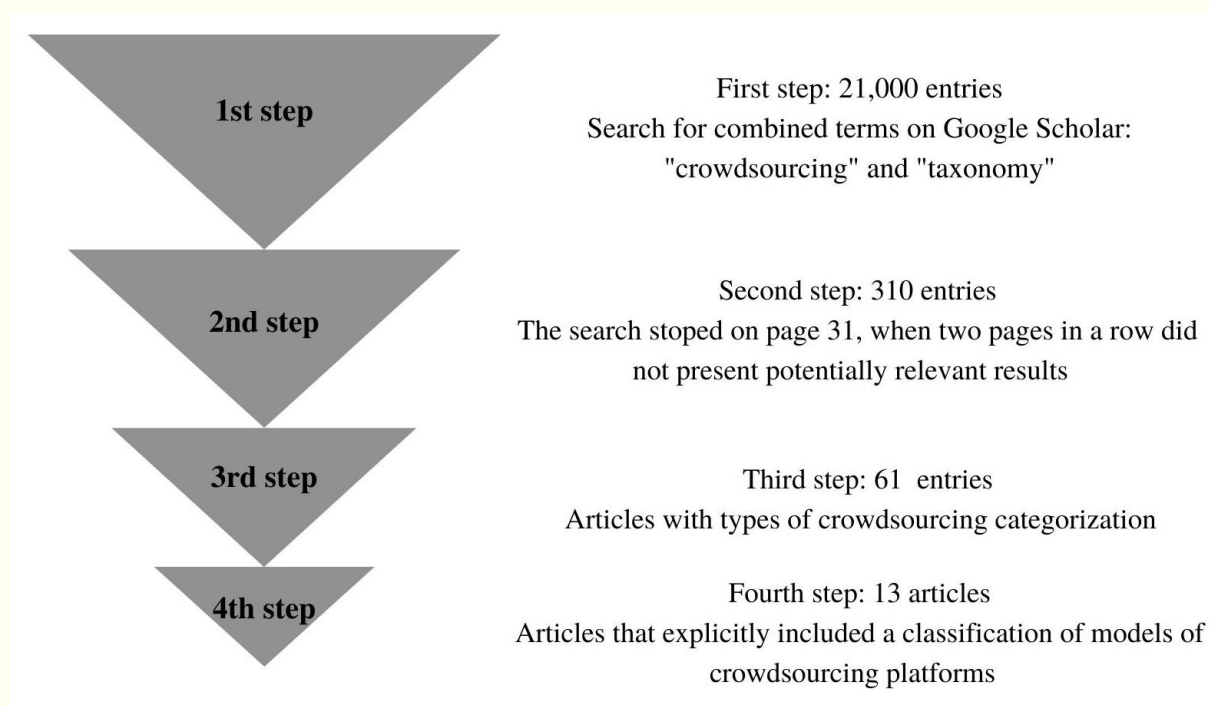 1st step
First step: 21,000 entries
Search for combined terms on Google Scholar:
"crowdsourcing" and "taxonomy"
2nd step
Second step: 310 entries
The search stoped on page 31, when two pages in a row did
not present potentially relevant results
3rd step
Third step: 61 entries
Articles with types of crowdsourcing categorization
4th step
Fourth step: 13 articles
Articles that explicitly included a classification of models of
crowdsourcing platforms